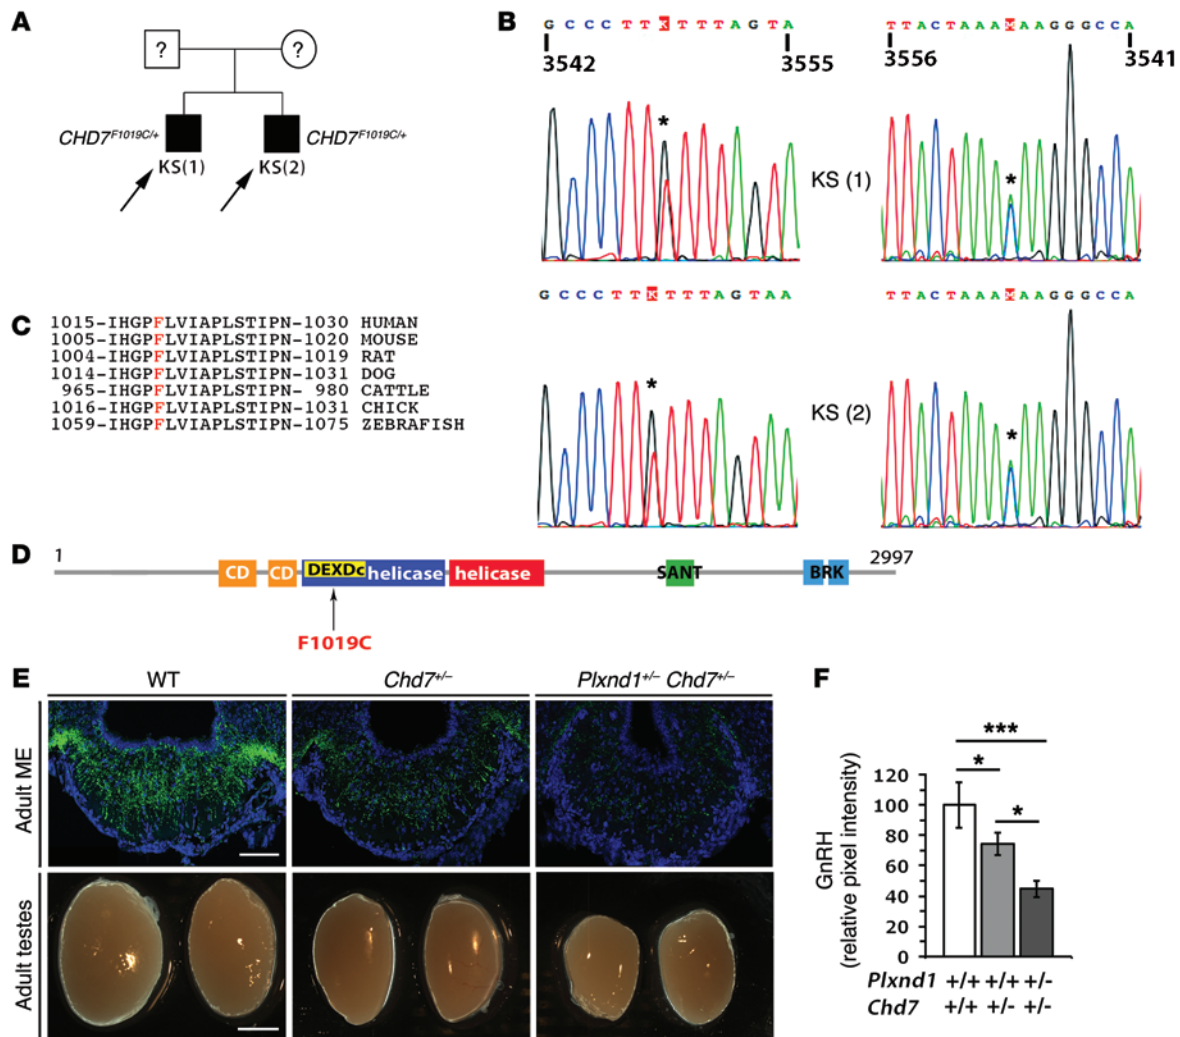 A
? ?
CHD7F1019C/+ CHD7F1019C/+
KS(1) KS(2)
B
G C C C T T K T T T A G T A
3542 3555
T T A C T A A A M A A G G G C C A
3556 3541
*
*
KS (1)
G C C C T T K T T T A G T A A
T T A C T A A A M A A G G G C C A
*
*
KS (2)
C
1015-IHGPFLVIAPLSTIPN-1030 HUMAN
1005-IHGPFLVIAPLSTIPN-1020 MOUSE
1004-IHGPFLVIAPLSTIPN-1019 RAT
1014-IHGPFLVIAPLSTIPN-1031 DOG
965-IHGPFLVIAPLSTIPN- 980 CATTLE
1016-IHGPFLVIAPLSTIPN-1031 CHICK
1059-IHGPFLVIAPLSTIPN-1075 ZEBRAFISH
D
1 2997
CD CD DEXDc helicase helicase SANT BRK
F1019C
E
WT Chd7+/– Plxnd1+/– Chd7+/–
Adult ME
Adult testes
F
***
*
*
GnRH
(relative pixel intensity)
120
100
80
60
40
20
0
Plxnd1 +/+ +/+ +/-
Chd7 +/+ +/- +/-